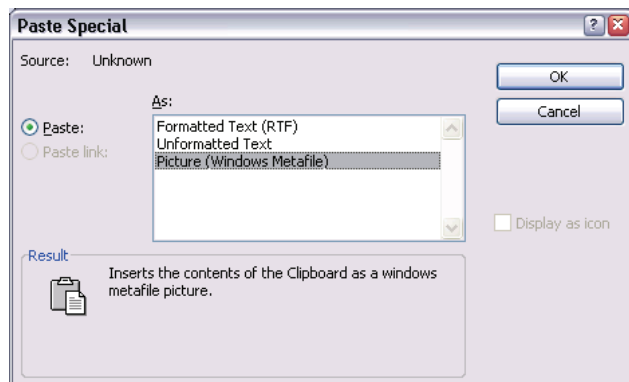 Paste Special
Source: Unknown
As:
Paste:
Paste link:
Formatted Text (RTF)
Unformatted Text
Picture (Windows Metafile)
OK
Cancel
Display as icon
Result
Inserts the contents of the Clipboard as a windows
metafile picture.